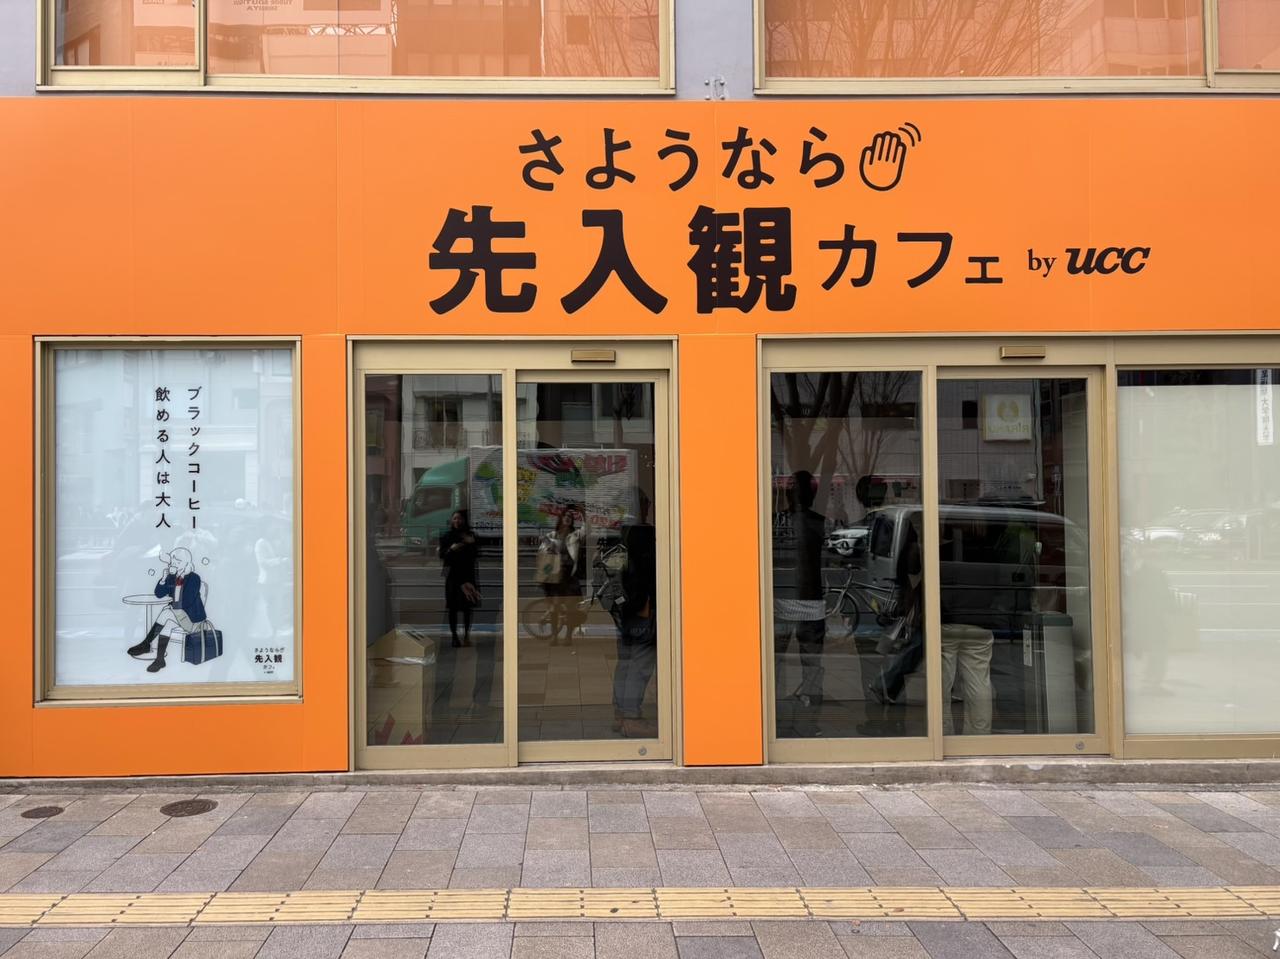 さようなら
先入観カフェ by ucc
ブラックコーヒー
飲める人は大人
さようなら
先入観
カフェ